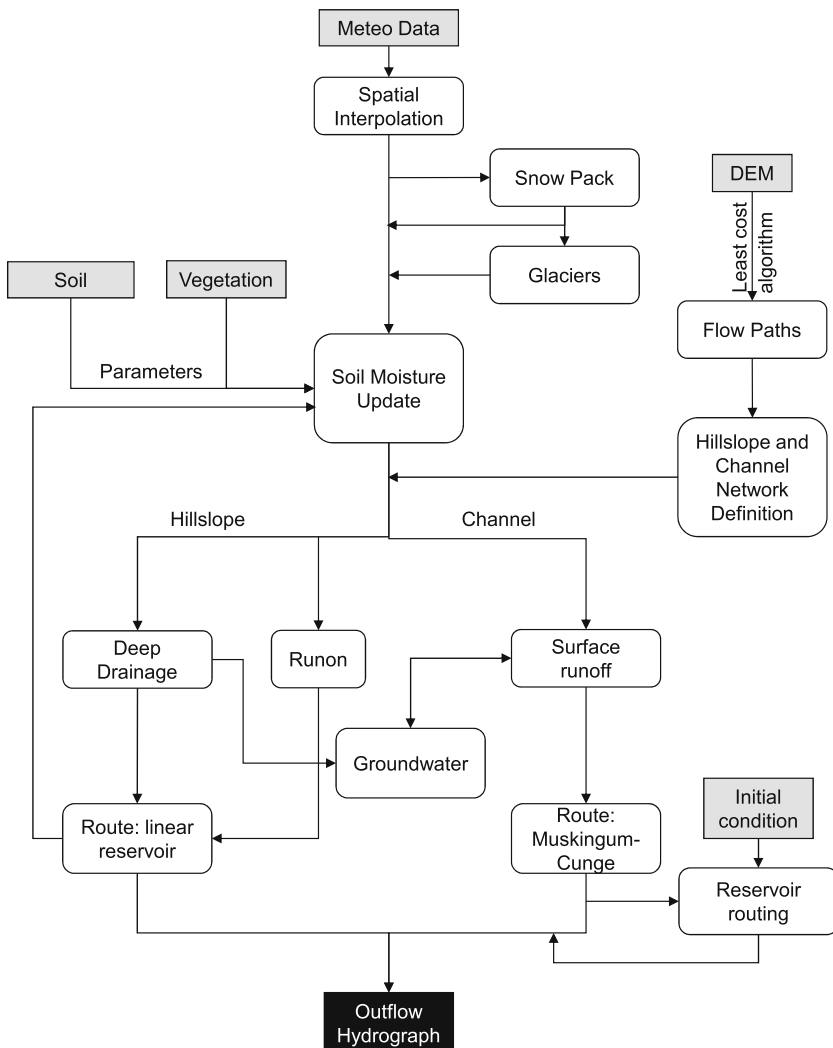 Meteo Data
Spatial
Interpolation
Snow Pack
DEM
Least cost
algorithm
Soil
Vegetation
Glaciers
Flow Paths
Parameters
Soil Moisture
Update
Hillslope and
Channel
Network
Definition
Hillslope
Channel
Deep
Drainage
Runon
Surface
runoff
Groundwater
Initial
condition
Route: linear
reservoir
Route:
Muskingum-
Cunge
Reservoir
routing
Outflow
Hydrograph